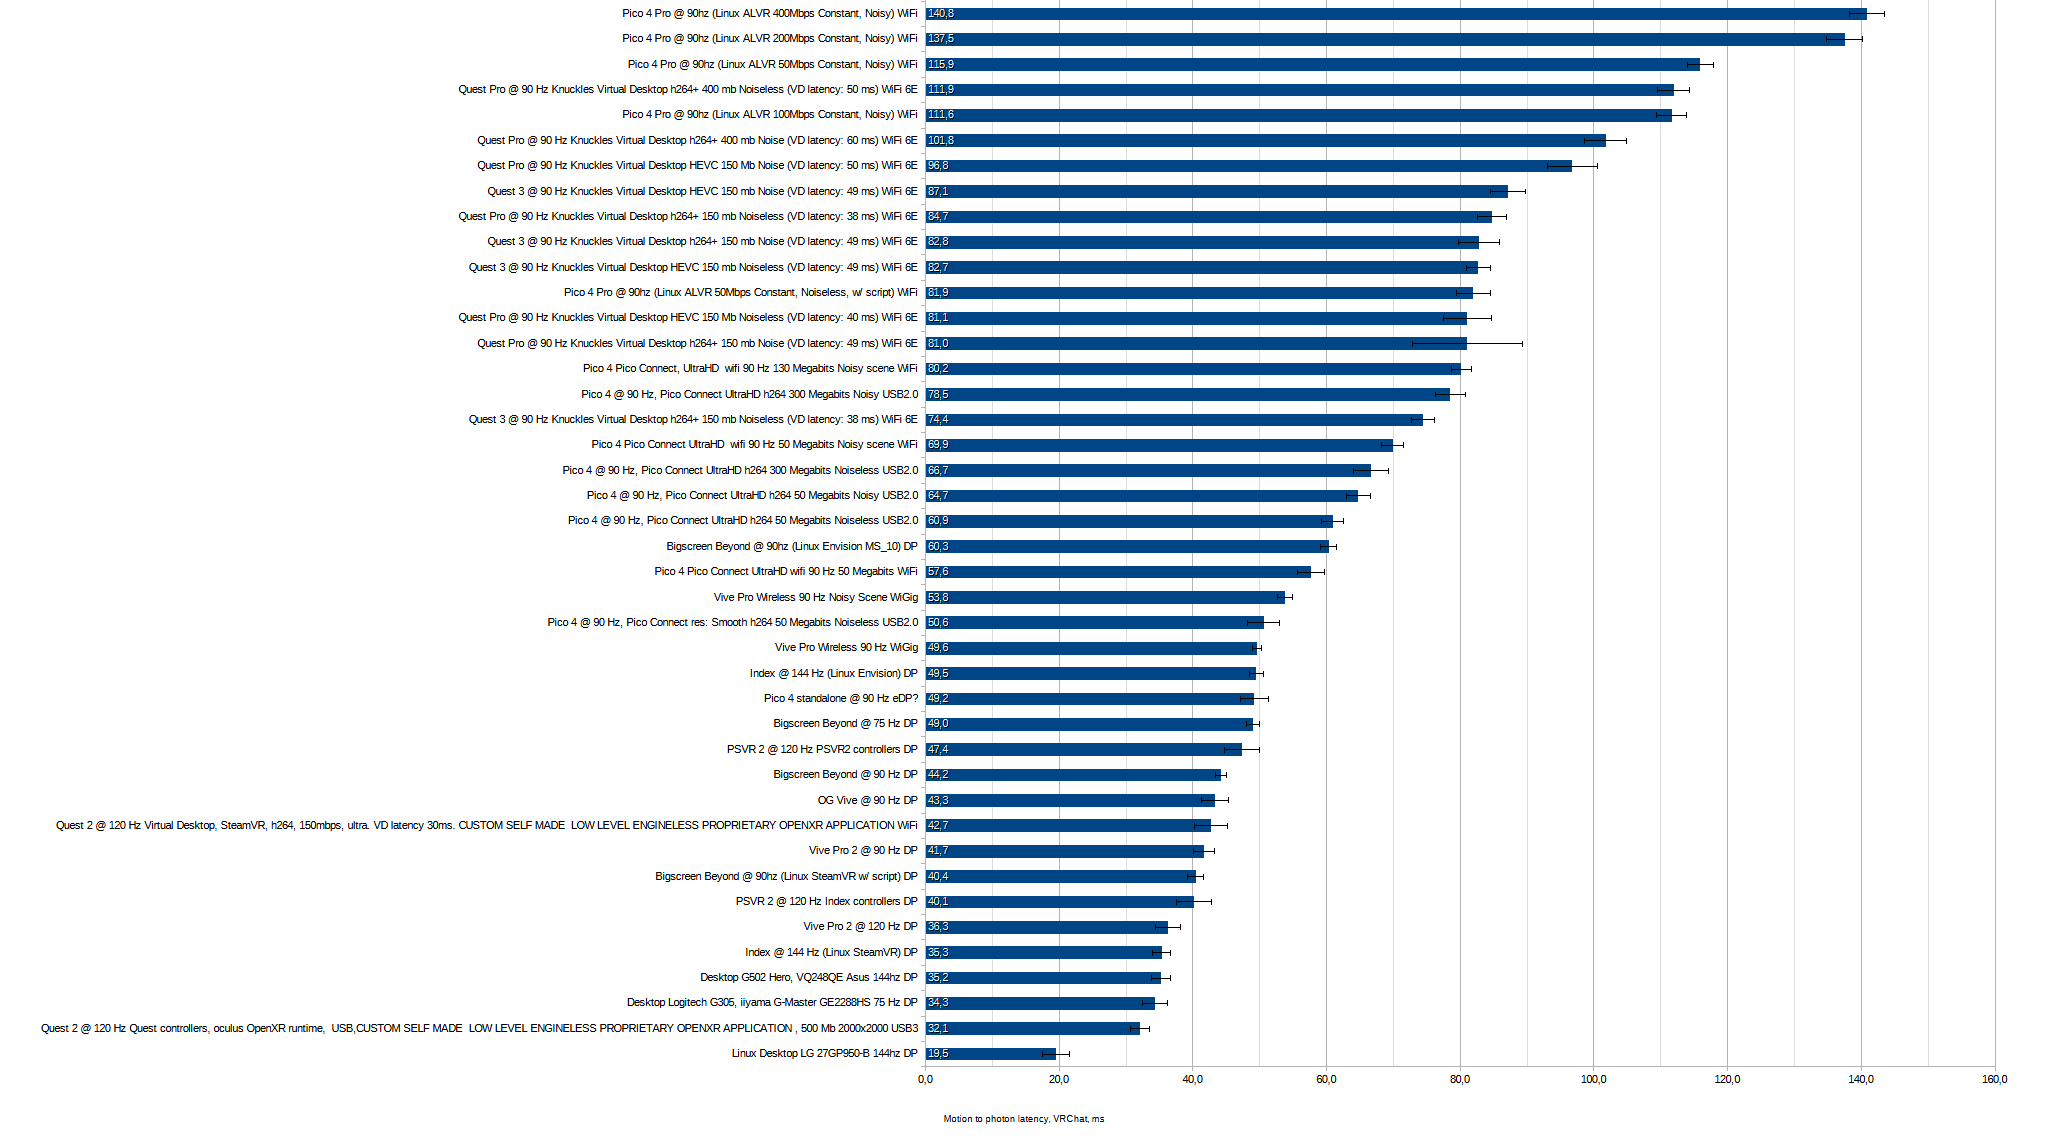 Pico 4 Pro @ 90hz (Linux ALVR 400Mbps Constant, Noisy) WiFi 140,8
Pico 4 Pro @ 90hz (Linux ALVR 200Mbps Constant, Noisy) WiFi 137,5
Pico 4 Pro @ 90hz (Linux ALVR 50Mbps Constant, Noisy) WiFi 115,9
Quest Pro @ 90 Hz Knuckles Virtual Desktop h264+ 400 mb Noiseless (VD latency: 50 ms) WiFi 6E 111,9
Pico 4 Pro @ 90hz (Linux ALVR 100Mbps Constant, Noisy) WiFi 111,6
Quest Pro @ 90 Hz Knuckles Virtual Desktop h264+ 400 mb Noise (VD latency: 60 ms) WiFi 6E 101,8
Quest Pro @ 90 Hz Knuckles Virtual Desktop HEVC 150 Mb Noise (VD latency: 50 ms) WiFi 6E 96,8
Quest 3 @ 90 Hz Knuckles Virtual Desktop HEVC 150 mb Noise (VD latency: 49 ms) WiFi 6E 87,1
Quest Pro @ 90 Hz Knuckles Virtual Desktop h264+ 150 mb Noiseless (VD latency: 38 ms) WiFi 6E 84,7
Quest 3 @ 90 Hz Knuckles Virtual Desktop h264+ 150 mb Noise (VD latency: 49 ms) WiFi 6E 82,8
Quest 3 @ 90 Hz Knuckles Virtual Desktop HEVC 150 mb Noiseless (VD latency: 49 ms) WiFi 6E 82,7
Pico 4 Pro @ 90hz (Linux ALVR 50Mbps Constant, Noiseless, w/ script) WiFi 81,9
Quest Pro @ 90 Hz Knuckles Virtual Desktop HEVC 150 Mb Noiseless (VD latency: 40 ms) WiFi 6E 81,1
Quest Pro @ 90 Hz Knuckles Virtual Desktop h264+ 150 mb Noise (VD latency: 49 ms) WiFi 6E 81,0
Pico 4 Pico Connect, UltraHD wifi 90 Hz 130 Megabits Noisy scene WiFi 80,2
Pico 4 @ 90 Hz, Pico Connect UltraHD h264 300 Megabits Noisy USB2.0 78,5
Quest 3 @ 90 Hz Knuckles Virtual Desktop h264+ 150 mb Noiseless (VD latency: 38 ms) WiFi 6E 74,4
Pico 4 Pico Connect UltraHD wifi 90 Hz 50 Megabits Noisy scene WiFi 69,9
Pico 4 @ 90 Hz, Pico Connect UltraHD h264 300 Megabits Noiseless USB2.0 66,7
Pico 4 @ 90 Hz, Pico Connect UltraHD h264 50 Megabits Noisy USB2.0 64,7
Pico 4 @ 90 Hz, Pico Connect UltraHD h264 50 Megabits Noiseless USB2.0 60,9
Bigscreen Beyond @ 90hz (Linux Envision MS_10) DP 60,3
Pico 4 Pico Connect UltraHD wifi 90 Hz 50 Megabits WiFi 57,6
Vive Pro Wireless 90 Hz Noisy Scene WiGig 53,8
Pico 4 @ 90 Hz, Pico Connect res: Smooth h264 50 Megabits Noiseless USB2.0 50,6
Vive Pro Wireless 90 Hz WiGig 49,6
Index @ 144 Hz (Linux Envision) DP 49,5
Pico 4 standalone @ 90 Hz eDP? 49,2
Bigscreen Beyond @ 75 Hz DP 49,0
PSVR 2 @ 120 Hz PSVR2 controllers DP 47,4
Bigscreen Beyond @ 90 Hz DP 44,2
OG Vive @ 90 Hz DP 43,3
Quest 2 @ 120 Hz Virtual Desktop, SteamVR, h264, 150mbps, ultra. VD latency 30ms. CUSTOM SELF MADE LOW LEVEL ENGINELESS PROPRIETARY OPENXR APPLICATION WiFi 42,7
Vive Pro 2 @ 90 Hz DP 41,7
Bigscreen Beyond @ 90hz (Linux SteamVR w/ script) DP 40,4
PSVR 2 @ 120 Hz Index controllers DP 40,1
Vive Pro 2 @ 120 Hz DP 36,3
Index @ 144 Hz (Linux SteamVR) DP 35,3
Desktop G502 Hero, VQ248QE Asus 144hz DP 35,2
Desktop Logitech G305, iiyama G-Master GE2288HS 75 Hz DP 34,3
Quest 2 @ 120 Hz Quest controllers, oculus OpenXR runtime, USB,CUSTOM SELF MADE LOW LEVEL ENGINELESS PROPRIETARY OPENXR APPLICATION , 500 Mb 2000x2000 USB3 32,1
Linux Desktop LG 27GP950-B 144hz DP 19,5
0,0 20,0 40,0 60,0 80,0 100,0 120,0 140,0 160,0
Motion to photon latency, VRChat, ms